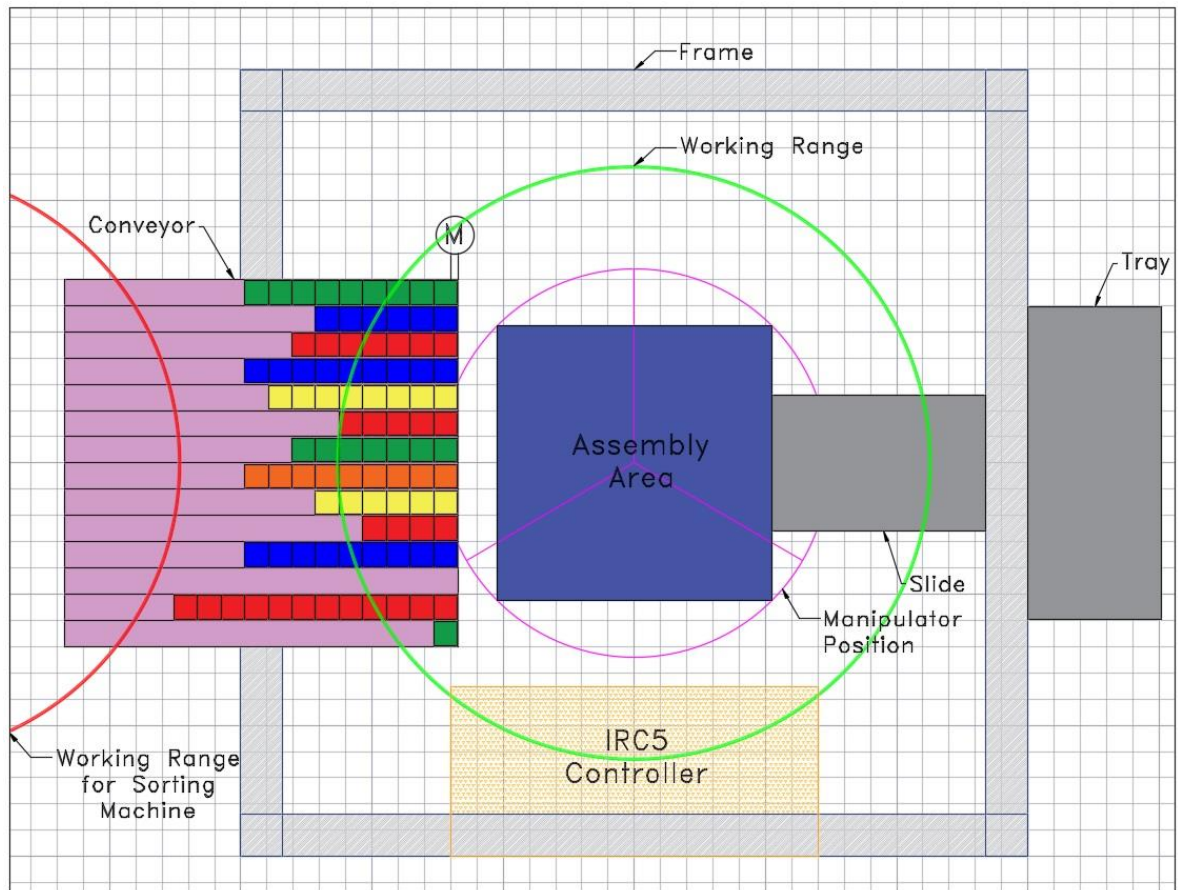 Frame
Working Range
Conveyor
M
Tray
Assembly
Area
Slide
Manipulator
Position
IRC5
Controller
Working Range
for Sorting
Machine